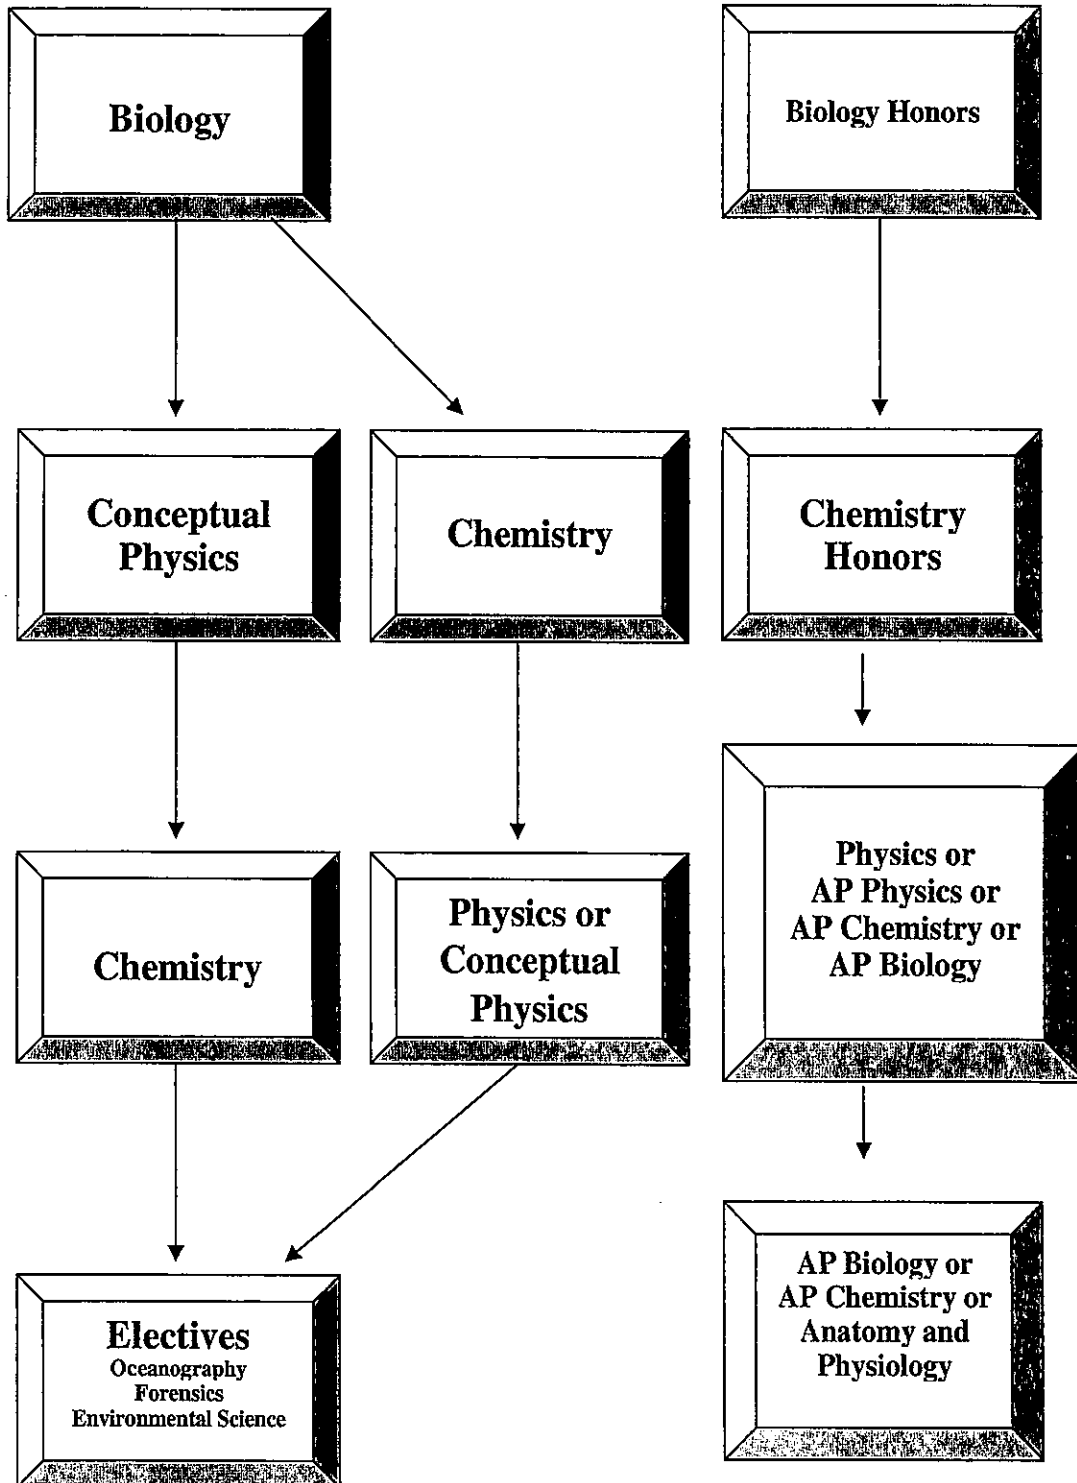 Biology
Biology Honors
Conceptual
Physics
Chemistry
Chemistry
Honors
Chemistry
Physics or
Conceptual
Physics
Physics or
AP Physics or
AP Chemistry or
AP Biology
Electives
Oceanography
Forensics
Environmental Science
AP Biology or
AP Chemistry or
Anatomy and
Physiology